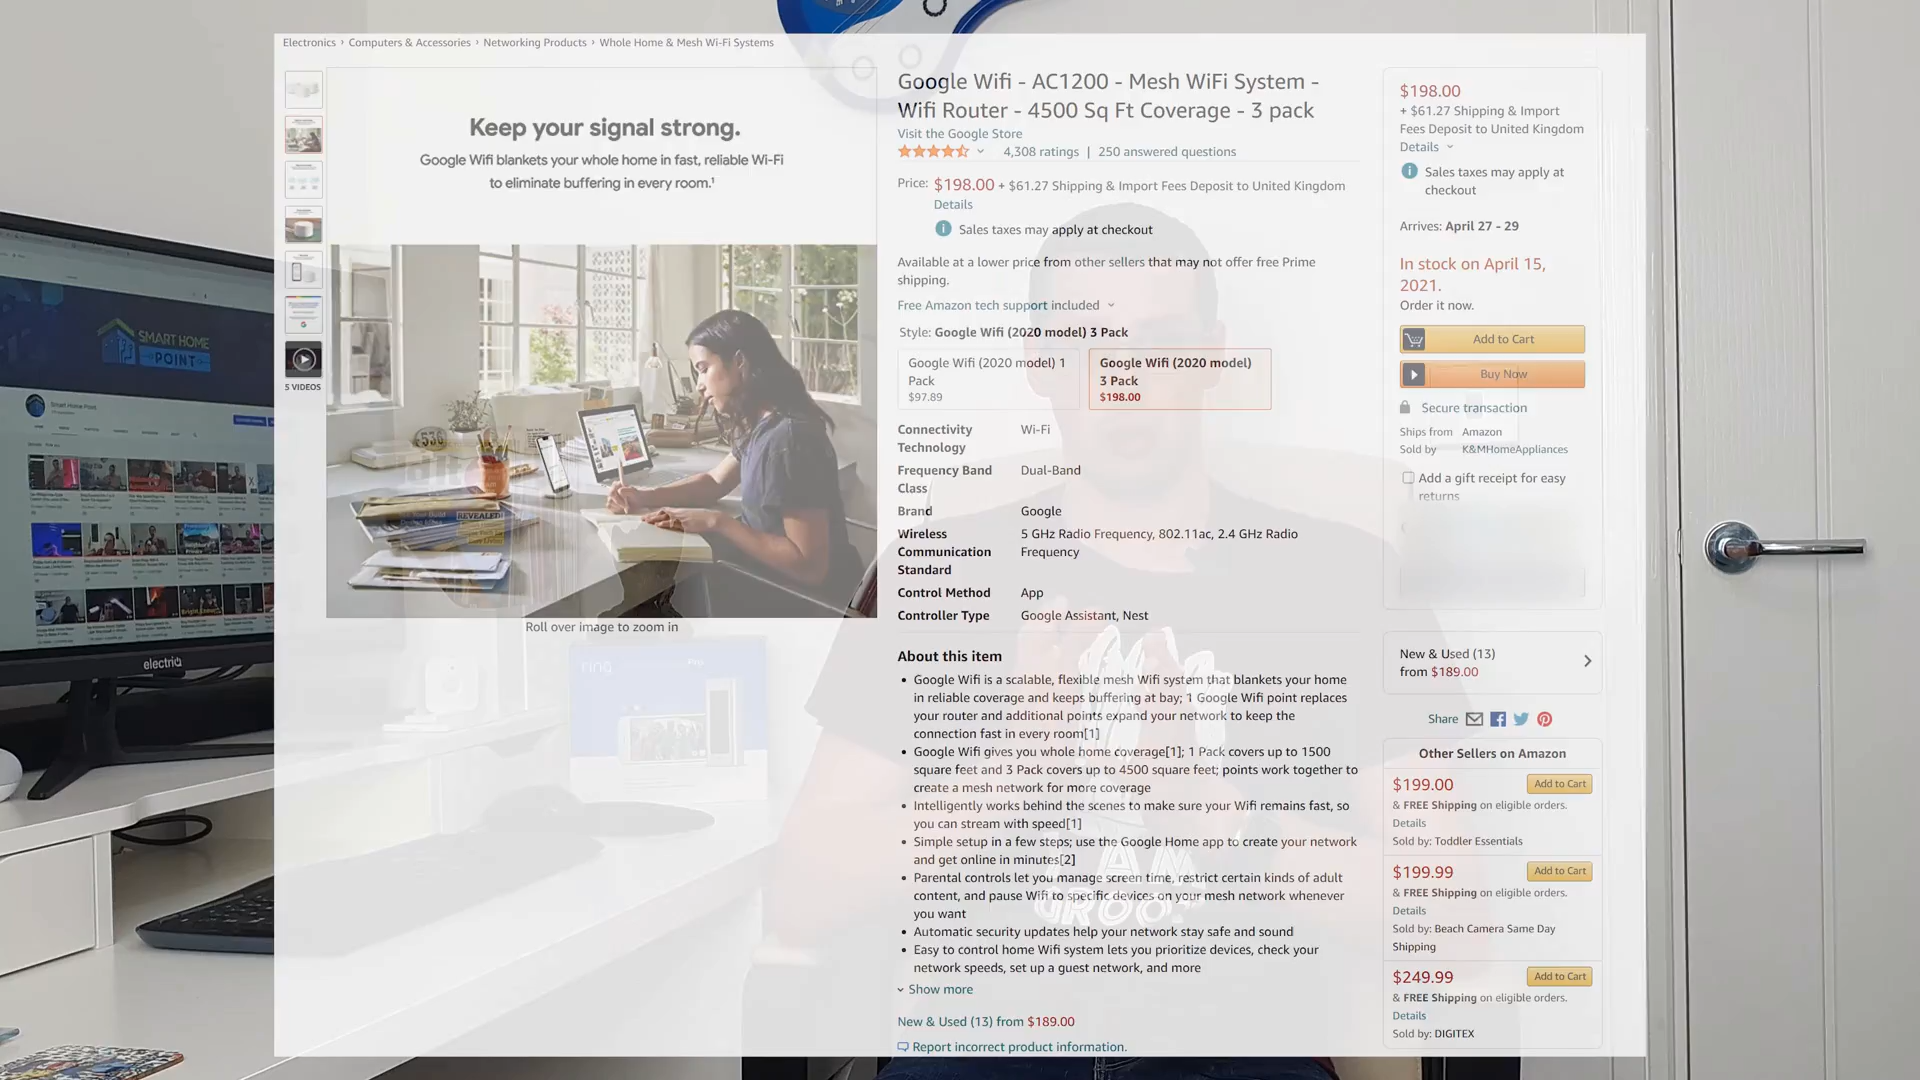 Electronics › Computers & Accessories › Networking Products › Whole Home & Mesh Wi-Fi Systems
Keep your signal strong.
Google Wifi blankets your whole home in fast, reliable Wi-Fi
to eliminate buffering in every room.¹
536
REVEALED
5 VIDEOS
Roll over image to zoom in
Google Wifi - AC1200 - Mesh WiFi System -
Wifi Router - 4500 Sq Ft Coverage - 3 pack
Visit the Google Store
4,308 ratings | 250 answered questions
Price: $198.00 + $61.27 Shipping & Import Fees Deposit to United Kingdom
Details
Sales taxes may apply at checkout
Available at a lower price from other sellers that may not offer free Prime
shipping.
Free Amazon tech support included
Style: Google Wifi (2020 model) 3 Pack
Google Wifi (2020 model) 1
Pack
$97.89
Google Wifi (2020 model)
3 Pack
$198.00
Connectivity Wi-Fi
Technology
Frequency Band Dual-Band
Class
Brand Google
Wireless 5 GHz Radio Frequency, 802.11ac, 2.4 GHz Radio
Communication Frequency
Standard
Control Method App
Controller Type Google Assistant, Nest
About this item
• Google Wifi is a scalable, flexible mesh Wifi system that blankets your home
in reliable coverage and keeps buffering at bay; 1 Google Wifi point replaces
your router and additional points expand your network to keep the
connection fast in every room[1]
• Google Wifi gives you whole home coverage[1]; 1 Pack covers up to 1500
square feet and 3 Pack covers up to 4500 square feet; points work together to
create a mesh network for more coverage
• Intelligently works behind the scenes to make sure your Wifi remains fast, so
you can stream with speed[1]
• Simple setup in a few steps; use the Google Home app to create your network
and get online in minutes[2]
• Parental controls let you manage screen time, restrict certain kinds of adult
content, and pause Wifi to specific devices on your mesh network whenever
you want
• Automatic security updates help your network stay safe and sound
• Easy to control home Wifi system lets you prioritize devices, check your
network speeds, set up a guest network, and more
Show more
New & Used (13) from $189.00
Report incorrect product information.
$198.00
+ $61.27 Shipping & Import
Fees Deposit to United Kingdom
Details
Sales taxes may apply at
checkout
Arrives: April 27 - 29
In stock on April 15,
2021.
Order it now.
Add to Cart
Buy Now
Secure transaction
Ships from Amazon
Sold by K&MHomeAppliances
Add a gift receipt for easy
returns
New & Used (13)
from $189.00
Share
Other Sellers on Amazon
$199.00 Add to Cart
& FREE Shipping on eligible orders.
Details
Sold by: Toddler Essentials
$199.99 Add to Cart
& FREE Shipping on eligible orders.
Details
Sold by: Beach Camera Same Day
Shipping
$249.99 Add to Cart
& FREE Shipping on eligible orders.
Details
Sold by: DIGITEX
SMART HOME
POINT
Smart Home Point
electriq
ring
Pro
I AM
GROOT